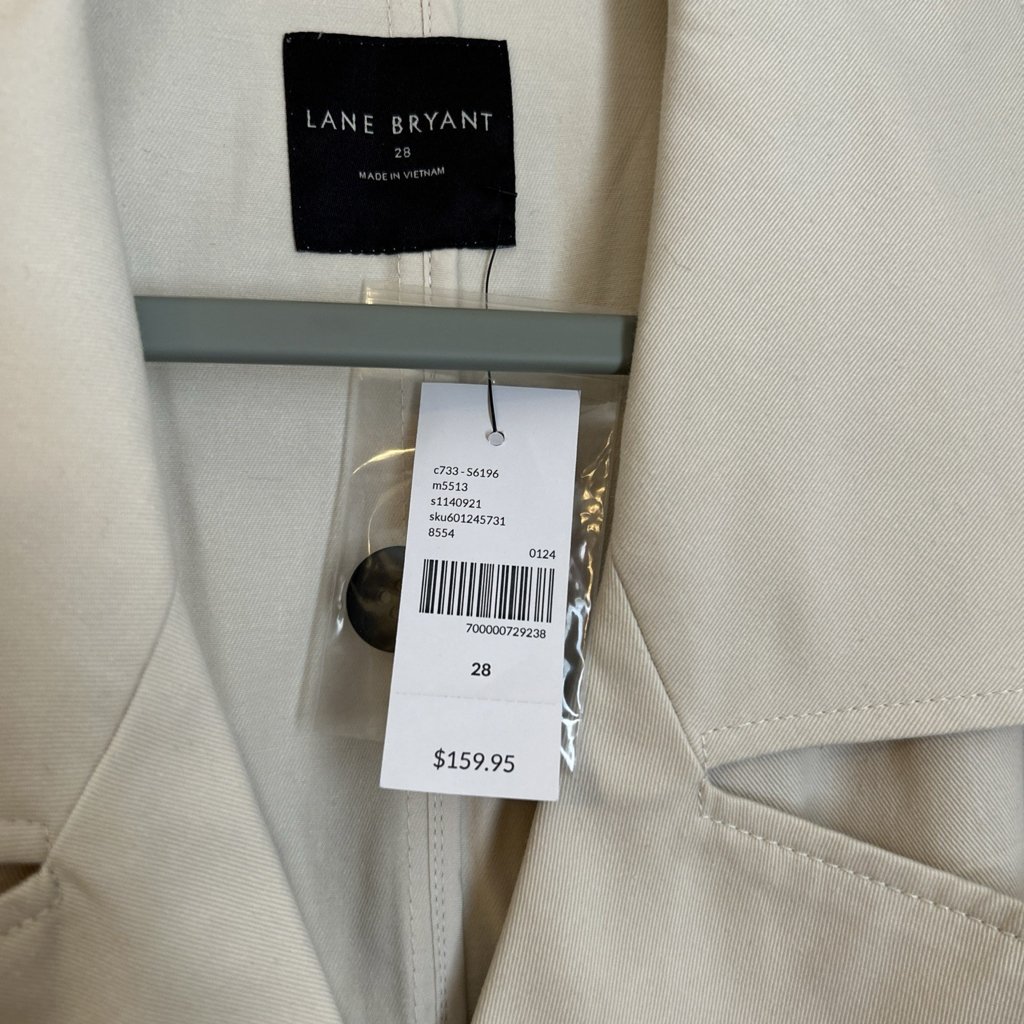 LANE BRYANT
28
MADE IN VIETNAM
c733 - S6196
m5513
s1140921
sku601245731
8554
0124
700000729238
28
$159.95